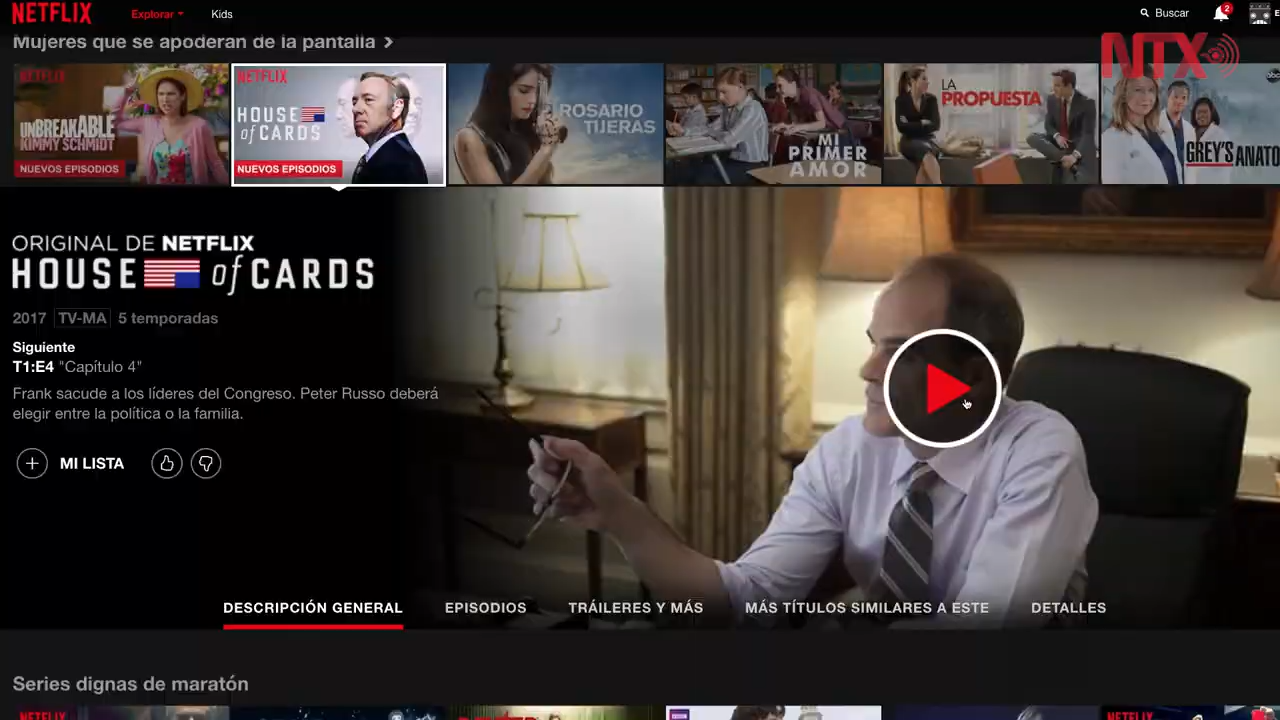 NETFLIX
Explorar
Kids
Buscar
2
E
Mujeres que se apoderan de la pantalla
NTX
NETFLIX
UNBREAKABLE
KIMMY SCHMIDT
NUEVOS EPISODIOS
NETFLIX
HOUSE
of CARDS
NUEVOS EPISODIOS
ROSARIO
TIJERAS
MI
PRIMER
AMOR
LA
PROPUESTA
abc
GREY'S ANATO
ORIGINAL DE NETFLIX
HOUSE of CARDS
2017 TV-MA 5 temporadas
Siguiente
T1:E4 "Capítulo 4"
Frank sacude a los líderes del Congreso. Peter Russo deberá
elegir entre la política o la familia.
MI LISTA
DESCRIPCIÓN GENERAL
EPISODIOS
TRÁILERES Y MÁS
MÁS TÍTULOS SIMILARES A ESTE
DETALLES
Series dignas de maratón
NETFLIX
NETFLIX